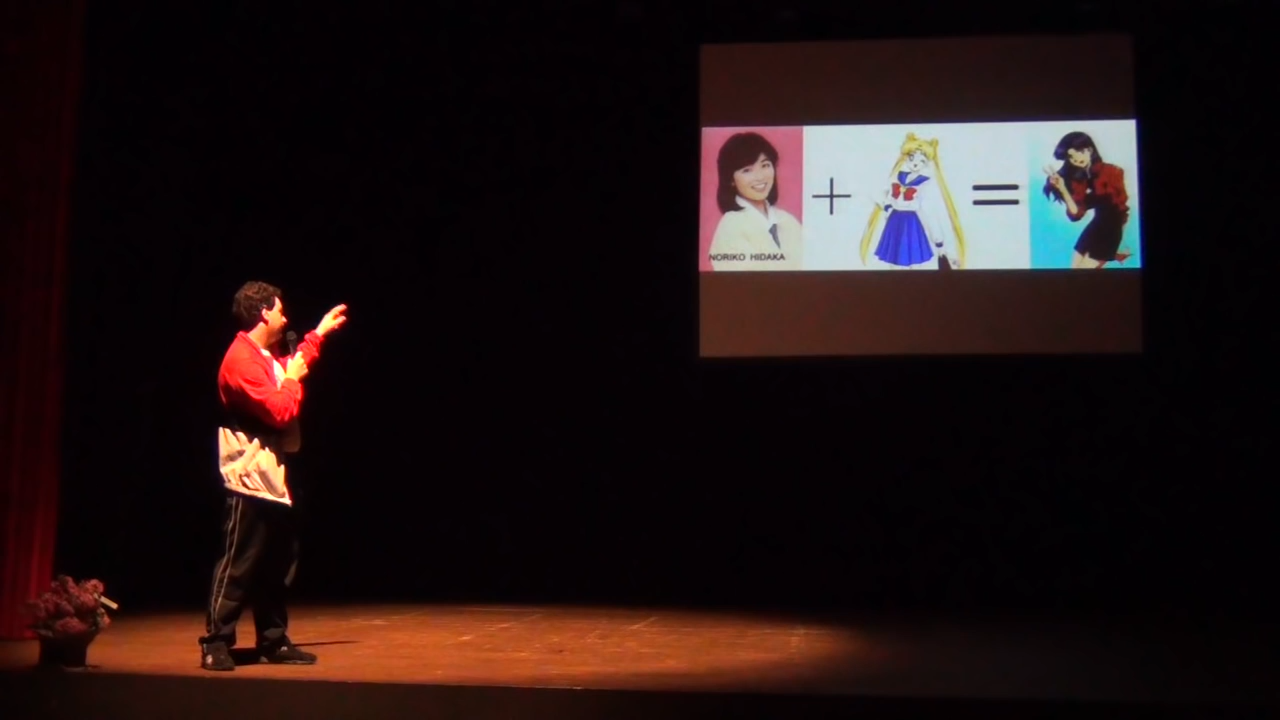 NORIKO HIDAKA
+ =